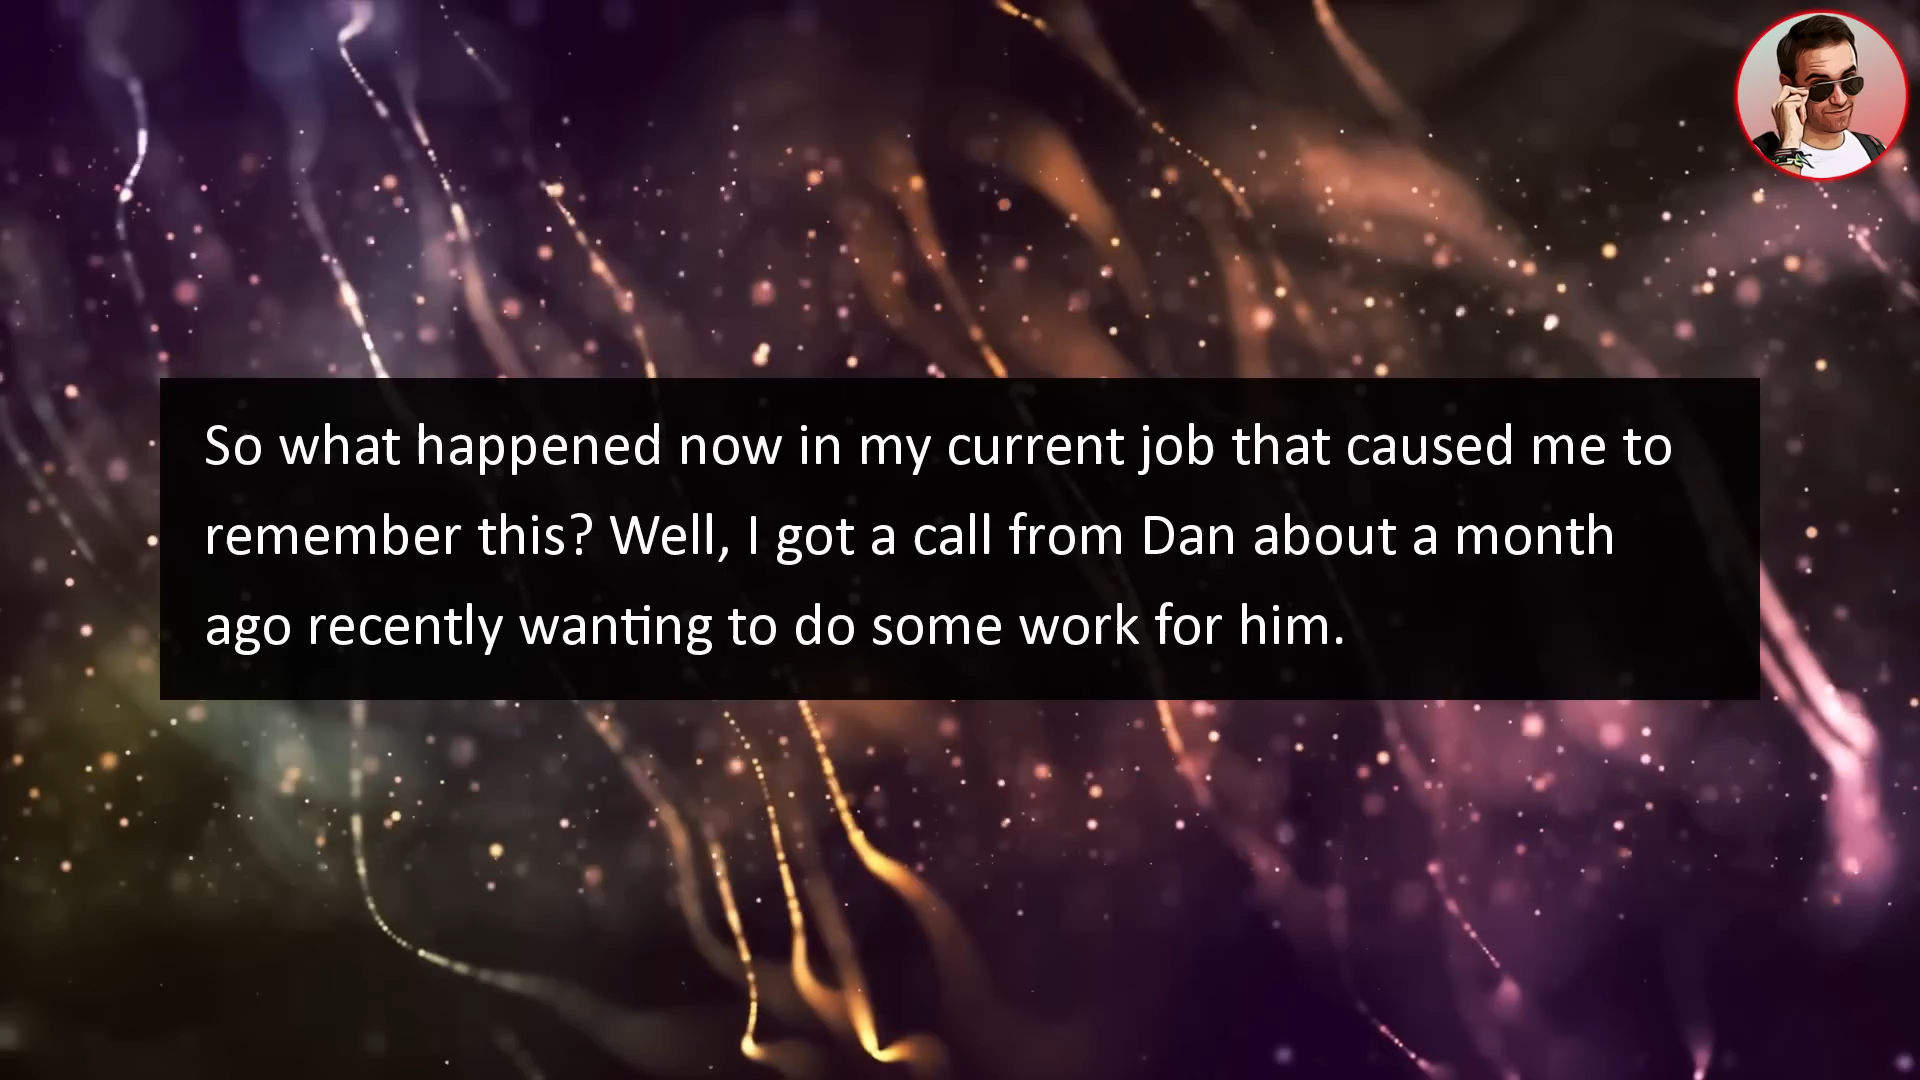 So what happened now in my current job that caused me to
remember this? Well, I got a call from Dan about a month
ago recently wanting to do some work for him.